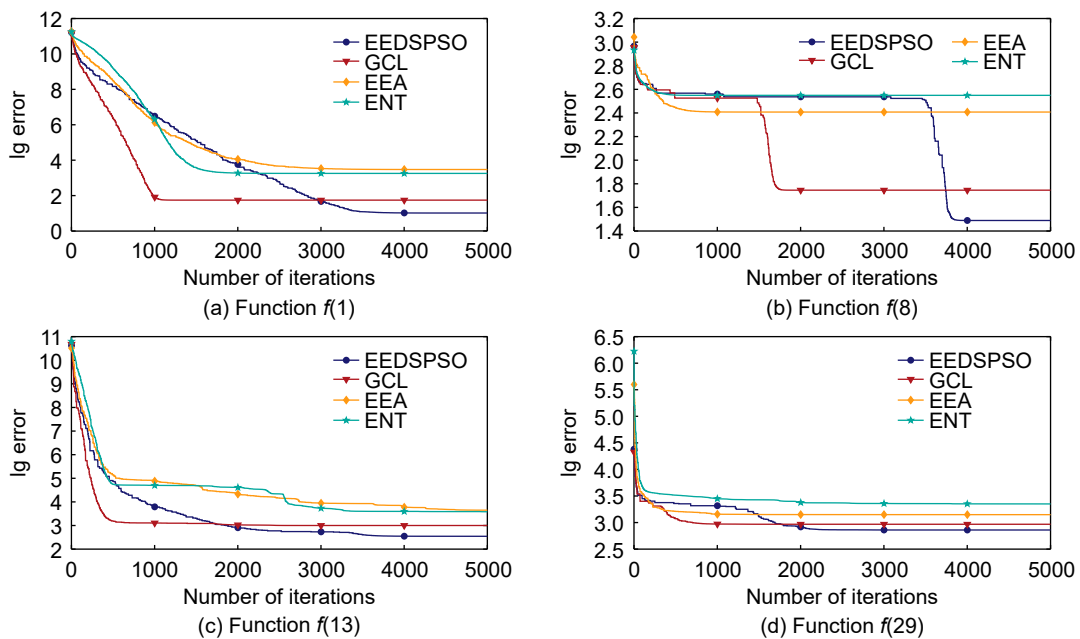 12
10
8
6
4
2
0
lg error
EEDSPSO
GCL
EEA
ENT
0 1000 2000 3000 4000 5000
Number of iterations
(a) Function f(1)
3.2
3.0
2.8
2.6
2.4
2.2
2.0
1.8
1.6
1.4
lg error
EEDSPSO EEA
GCL ENT
0 1000 2000 3000 4000 5000
Number of iterations
(b) Function f(8)
11
10
9
8
7
6
5
4
3
2
lg error
EEDSPSO
GCL
EEA
ENT
0 1000 2000 3000 4000 5000
Number of iterations
(c) Function f(13)
6.5
6.0
5.5
5.0
4.5
4.0
3.5
3.0
2.5
lg error
EEDSPSO
GCL
EEA
ENT
0 1000 2000 3000 4000 5000
Number of iterations
(d) Function f(29)